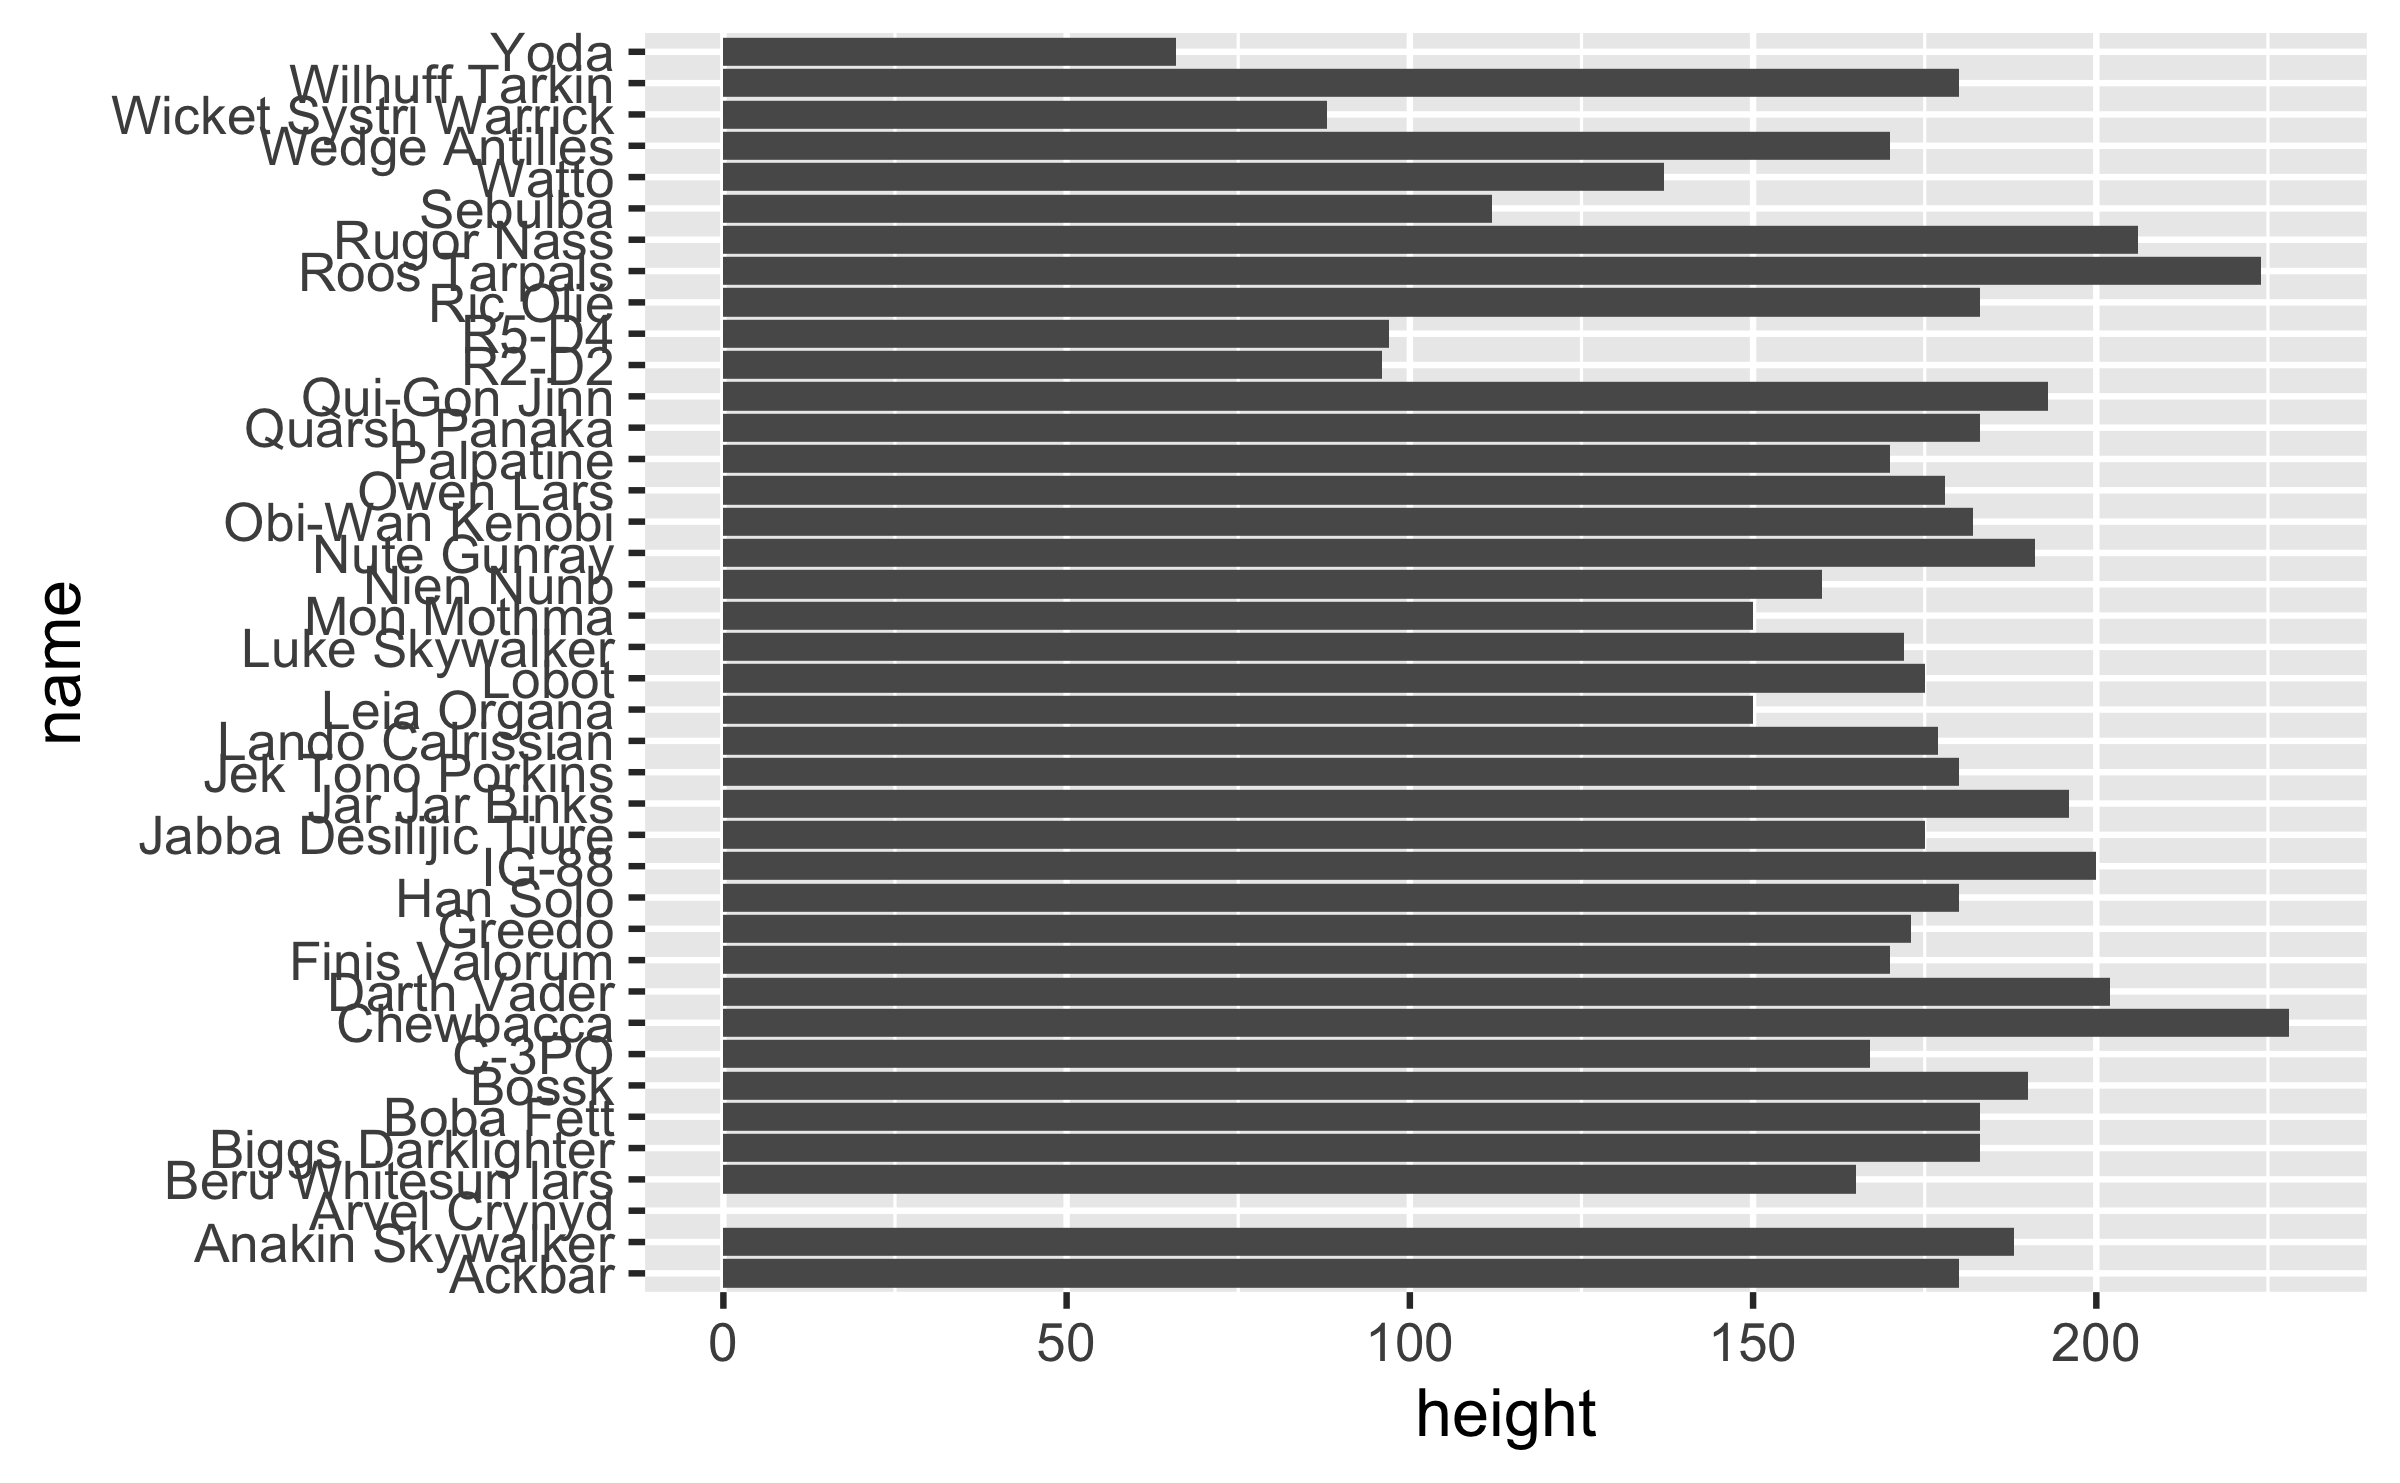 Yoda
Wilhuff Tarkin
Wicket Systri Warrick
Wedge Antilles
Watto
Sebulba
Rugor Nass
Roos Tarpals
Ric Olié
R5-D4
R2-D2
Qui-Gon Jinn
Quarsh Panaka
Palpatine
Owen Lars
Obi-Wan Kenobi
Nute Gunray
Nien Nunb
Mon Mothma
Luke Skywalker
Lobot
Leia Organa
Lando Calrissian
Jek Tono Porkins
Jar Jar Binks
Jabba Desilijic Tiure
IG-88
Han Solo
Greedo
Finis Valorum
Darth Vader
Chewbacca
C-3PO
Bossk
Boba Fett
Biggs Darklighter
Beru Whitesun lars
Arvel Crynyd
Anakin Skywalker
Ackbar
name
0 50 100 150 200
height